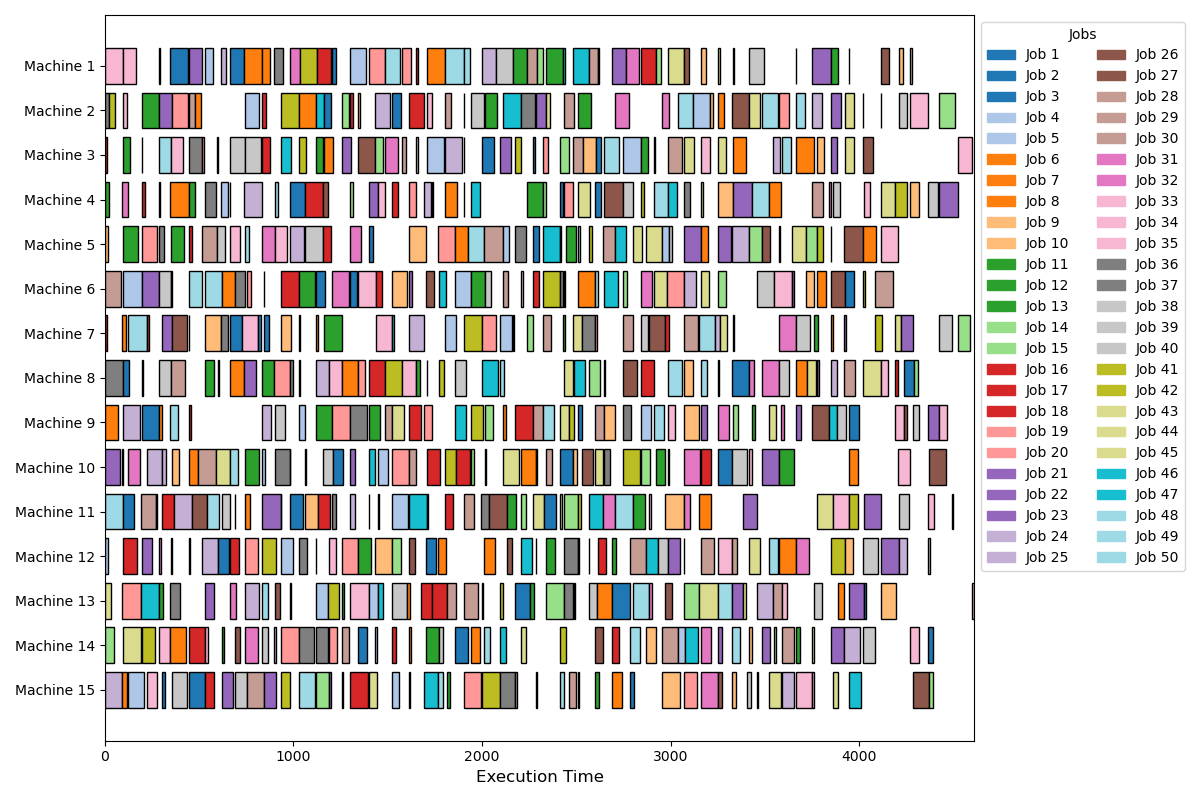 Machine 1
Machine 2
Machine 3
Machine 4
Machine 5
Machine 6
Machine 7
Machine 8
Machine 9
Machine 10
Machine 11
Machine 12
Machine 13
Machine 14
Machine 15
0 1000 2000 3000 4000
Execution Time
Jobs
Job 1
Job 2
Job 3
Job 4
Job 5
Job 6
Job 7
Job 8
Job 9
Job 10
Job 11
Job 12
Job 13
Job 14
Job 15
Job 16
Job 17
Job 18
Job 19
Job 20
Job 21
Job 22
Job 23
Job 24
Job 25
Job 26
Job 27
Job 28
Job 29
Job 30
Job 31
Job 32
Job 33
Job 34
Job 35
Job 36
Job 37
Job 38
Job 39
Job 40
Job 41
Job 42
Job 43
Job 44
Job 45
Job 46
Job 47
Job 48
Job 49
Job 50